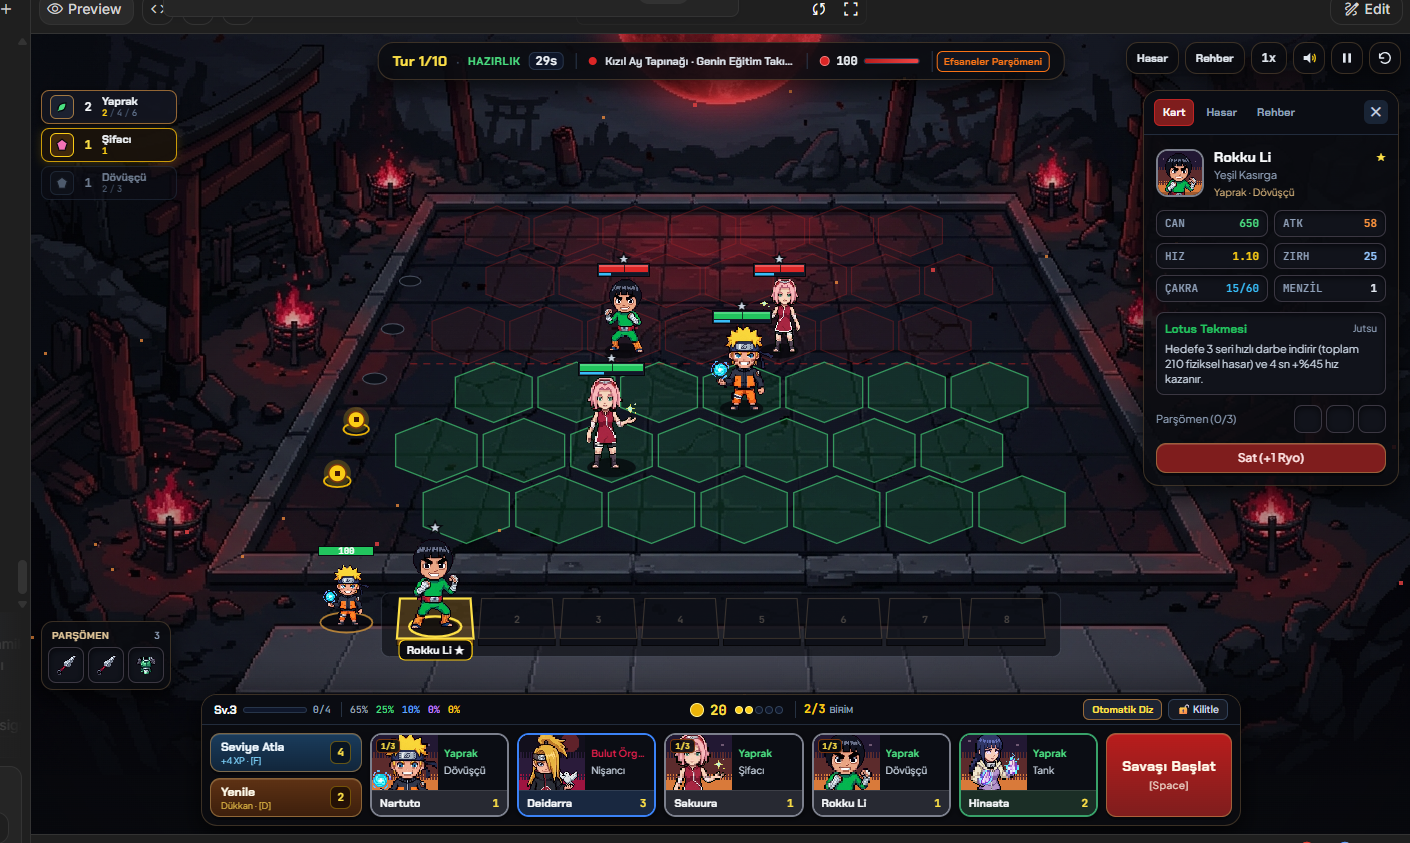 Preview
Edit
Tur 1/10 · HAZIRLIK 29s
Kızıl Ay Tapınağı · Genin Eğitim Takı...
100
Efsaneler Parşömeni
Hasar
Rehber
1x
2 Yaprak
2 / 4 / 6
1 Şifacı
1
1 Dövüşçü
2 / 3
Kart
Hasar
Rehber
Rokku Li
Yeşil Kasırga
Yaprak · Dövüşçü
CAN 650
ATK 58
HIZ 1.10
ZIRH 25
ÇAKRA 15/60
MENZİL 1
Lotus Tekmesi
Jutsu
Hedefe 3 seri hızlı darbe indirir (toplam
210 fiziksel hasar) ve 4 sn +%45 hız
kazanır.
Parşömen (0/3)
Sat (+1 Ryo)
100
Rokku Li ★
2 3 4 5 6 7 8
PARŞÖMEN 3
Sv.3 0/4 65% 25% 10% 0% 0%
20
2/3 BİRİM
Otomatik Diz
Kilitle
Seviye Atla
+4 XP · [F]
4
Yenile
Dükkan · [D]
2
1/3
Yaprak
Dövüşçü
Nartuto 1
Bulut Örg...
Nişancı
Deidarra 3
1/3
Yaprak
Şifacı
Sakuura 1
1/3
Yaprak
Dövüşçü
Rokku Li 1
Yaprak
Tank
Hinaata 2
Savaşı Başlat
[Space]